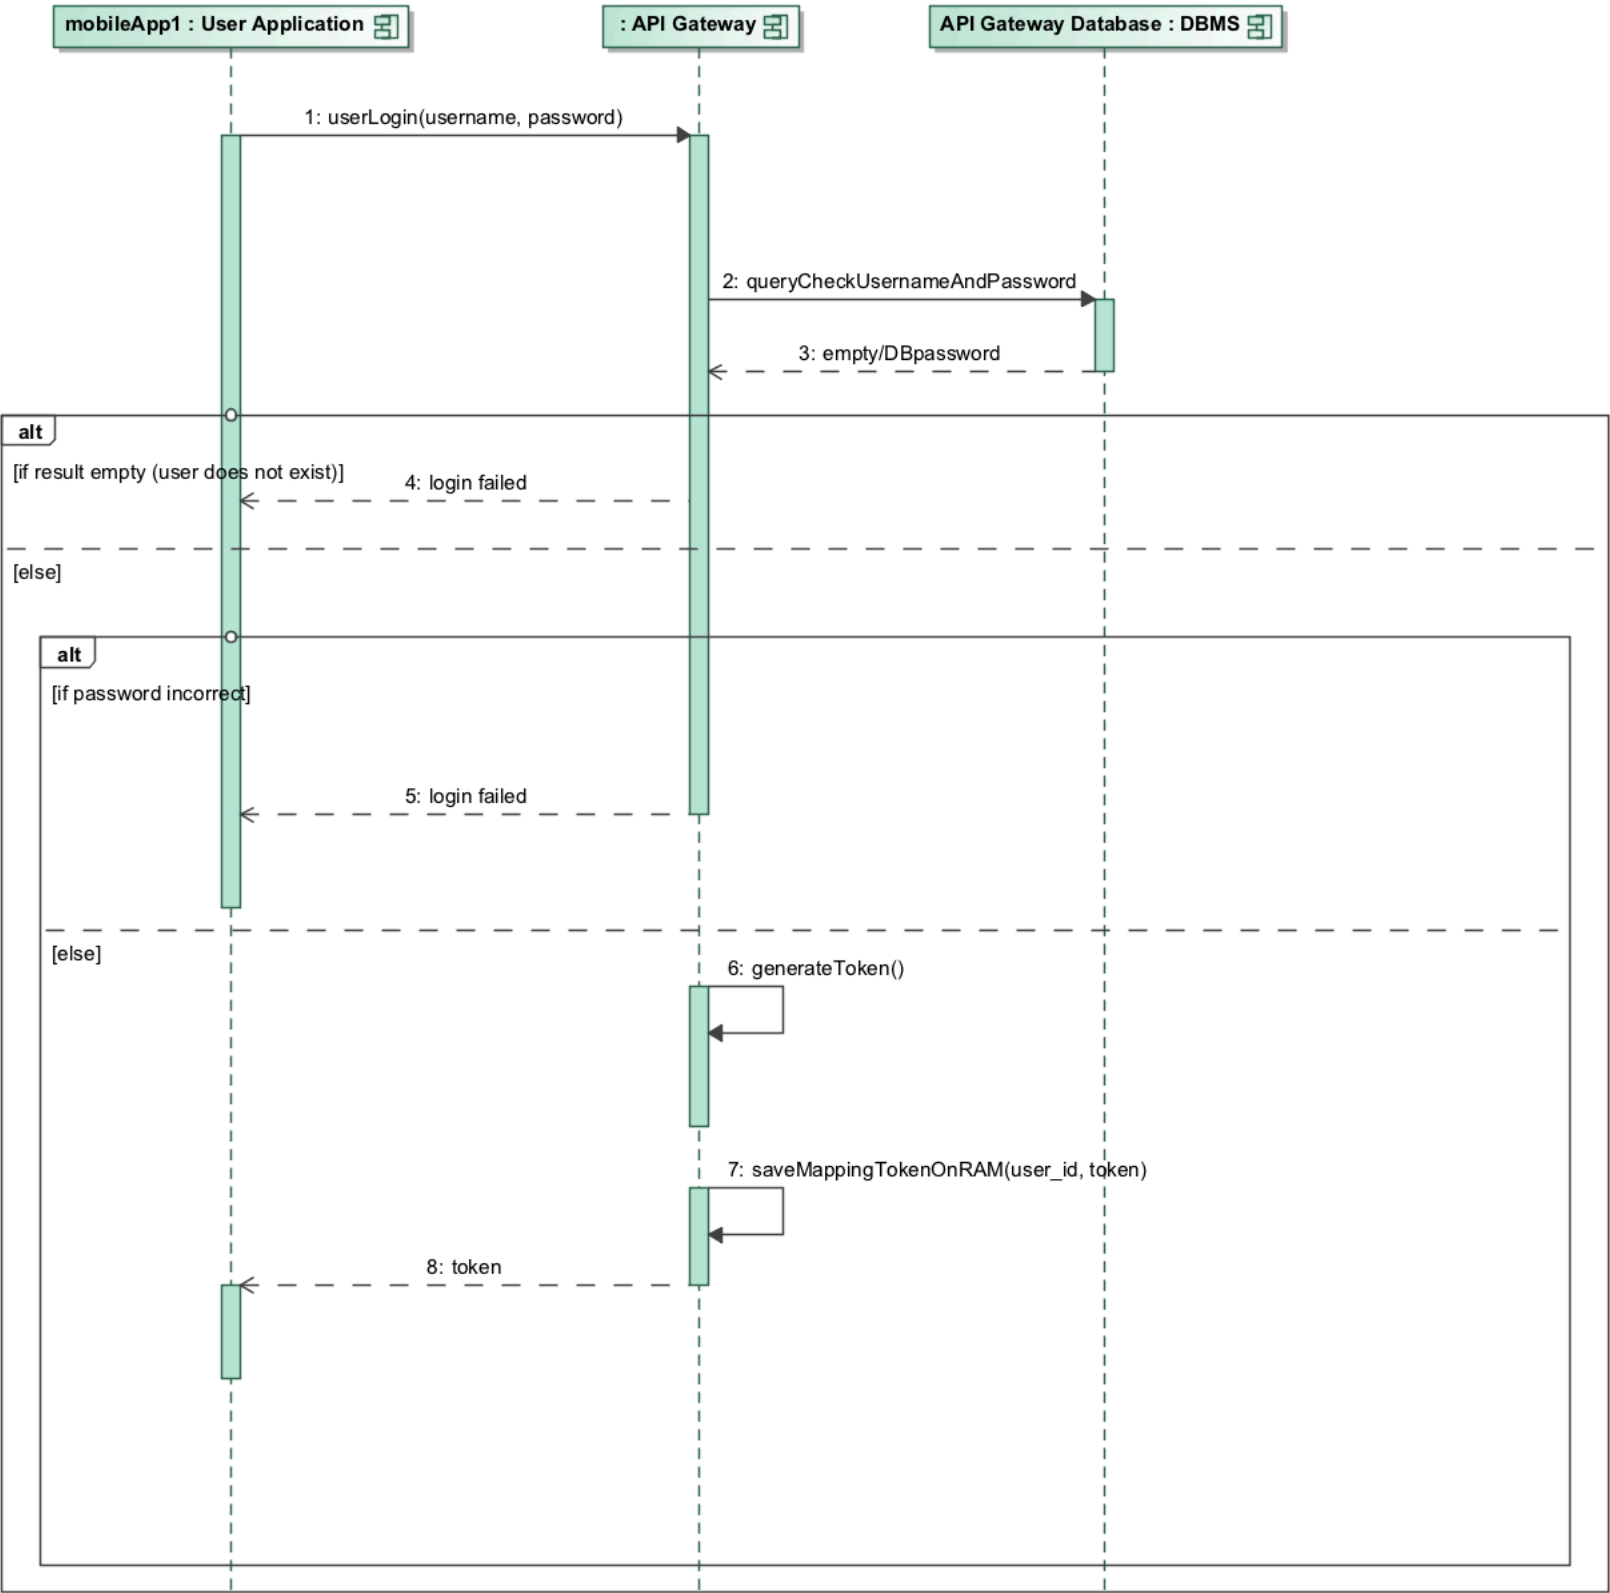 mobileApp1 : User Application
: API Gateway
API Gateway Database : DBMS
1: userLogin(username, password)
2: queryCheckUsernameAndPassword
3: empty/DBpassword
alt
[if result empty (user does not exist)]
4: login failed
[else]
alt
[if password incorrect]
5: login failed
[else]
6: generateToken()
7: saveMappingTokenOnRAM(user_id, token)
8: token